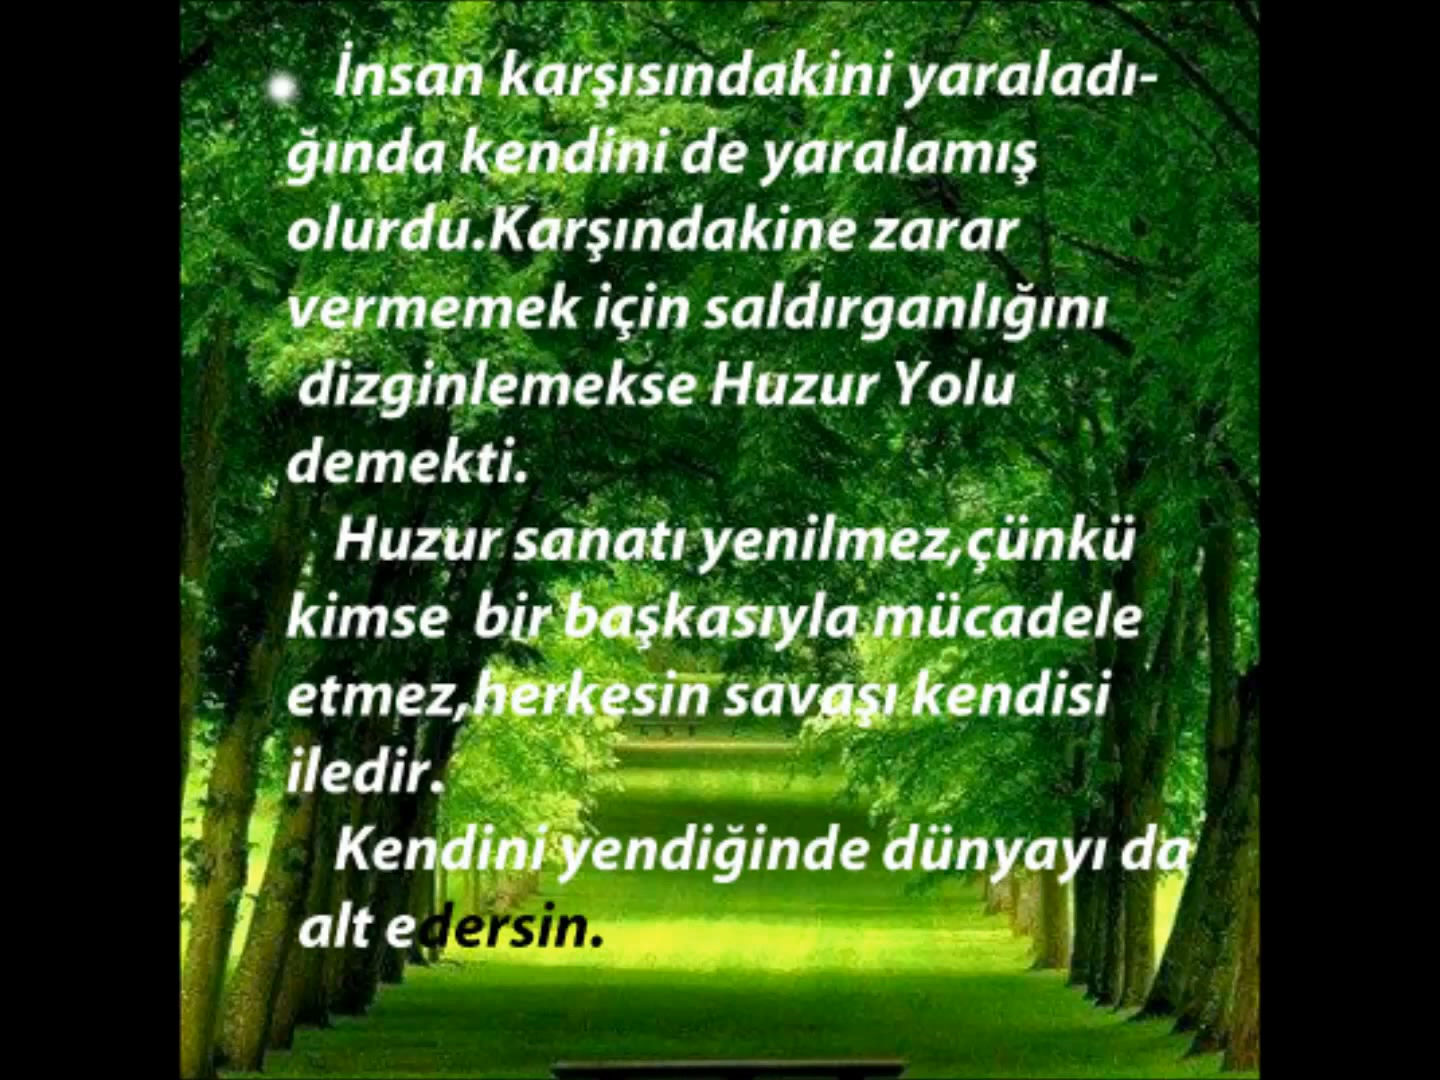 İnsan karşısındakini yaraladı-
ğında kendini de yaralamış
olurdu.Karşındakine zarar
vermemek için saldırganlığını
dizginlemekse Huzur Yolu
demekti.
Huzur sanatı yenilmez,çünkü
kimse bir başkasıyla mücadele
etmez,herkesin savaşı kendisi
iledir.
Kendini yendiğinde dünyayı da
alt edersin.